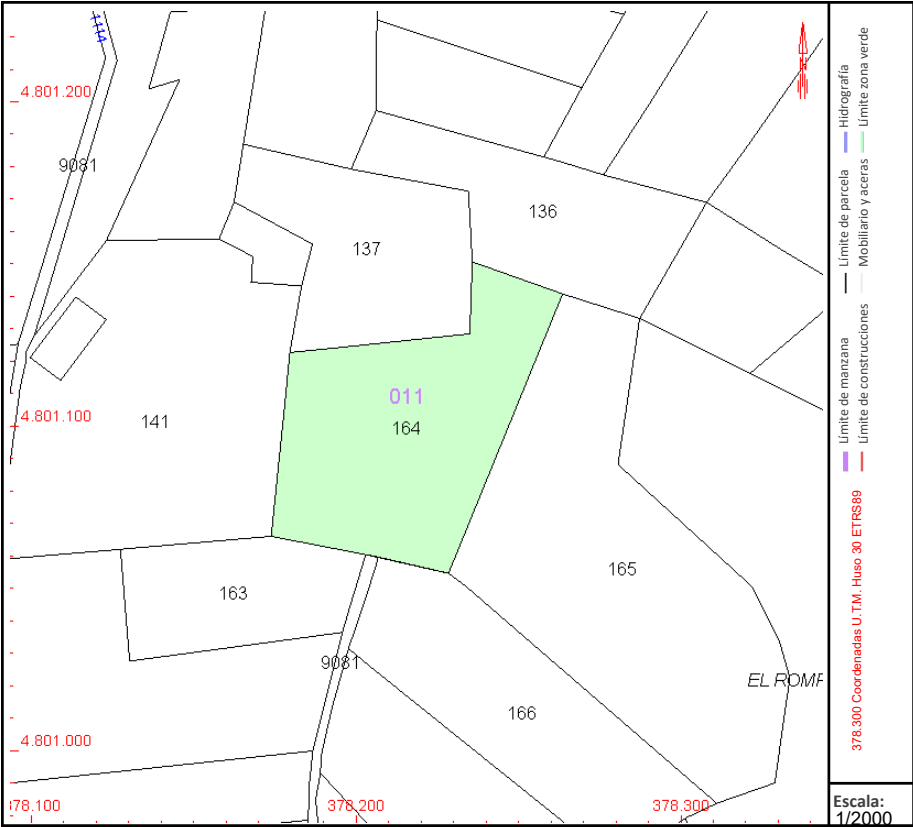 1114
4.801.200
9081
136
137
011
164
4.801.100
141
165
163
9081
EL ROMP
166
4.801.000
378.100
378.200
378.300
Hidrografía
Límite zona verde
Límite de parcela
Mobiliario y aceras
Límite de manzana
Límite de construcciones
378.300 Coordenadas U.T.M. Huso 30 ETRS89
Escala:
1/2000